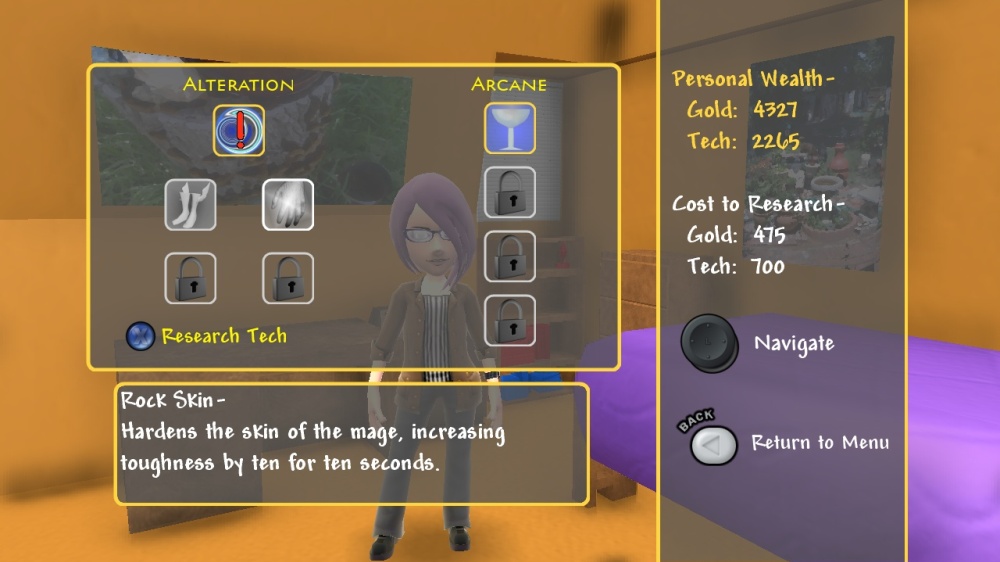 ALTERATION
ARCANE
Research Tech
Rock Skin-
Hardens the skin of the mage, increasing
toughness by ten for ten seconds.
Personal Wealth-
Gold: 4327
Tech: 2265
Cost to Research-
Gold: 475
Tech: 700
Navigate
BACK
Return to Menu